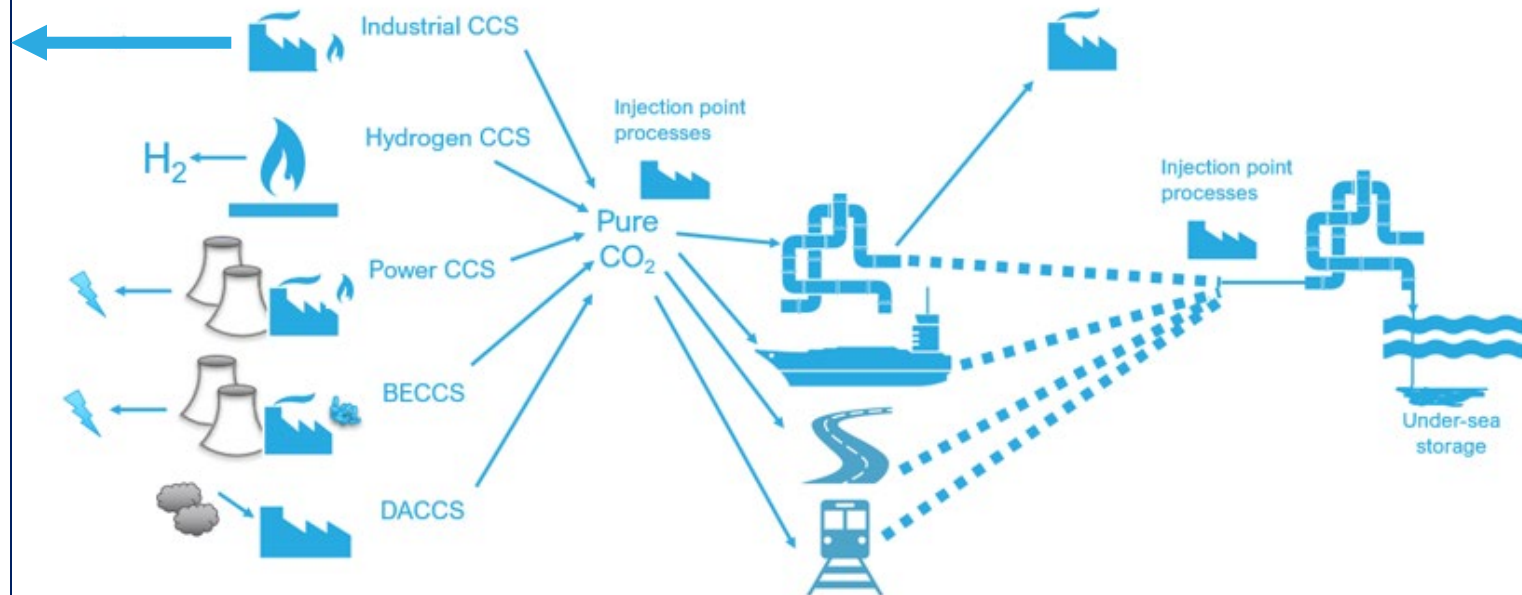 Industrial CCS
Hydrogen CCS
H₂
Power CCS
BECCS
DACCS
Injection point
processes
Pure
CO₂
Injection point
processes
Under-sea
storage